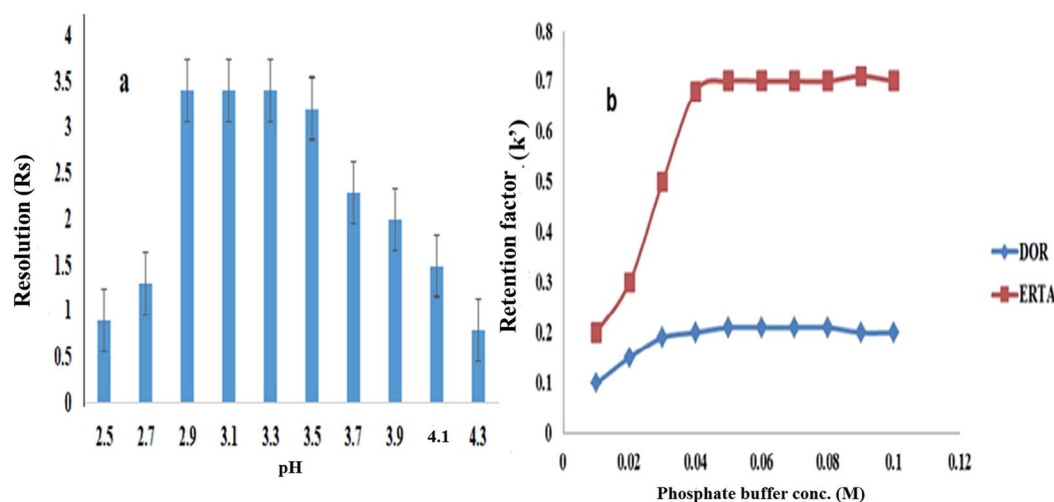 a
Resolution (Rs)
4
3.5
3
2.5
2
1.5
1
0.5
0
2.5 2.7 2.9 3.1 3.3 3.5 3.7 3.9 4.1 4.3
pH
b
Retention factor . (k’)
0.8
0.7
0.6
0.5
0.4
0.3
0.2
0.1
0
0 0.02 0.04 0.06 0.08 0.1 0.12
Phosphate buffer conc. (M)
DOR
ERTA